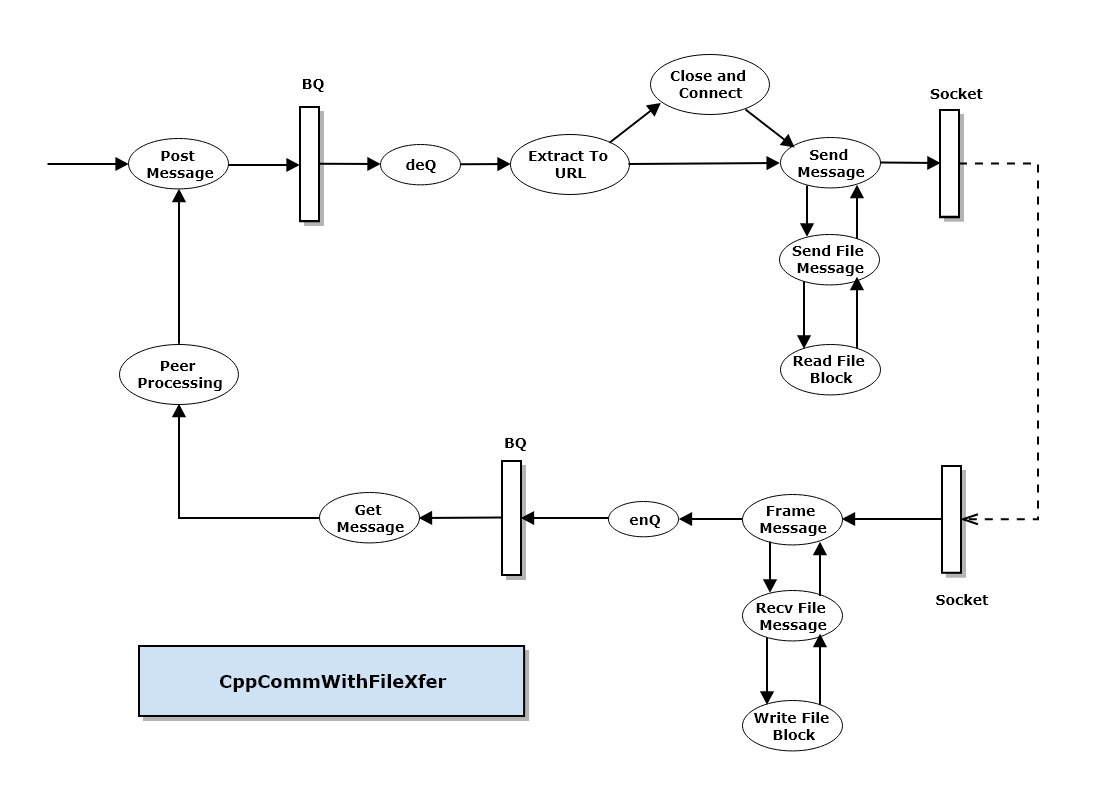 Close and
Connect
BQ
Socket
Post
Message
deQ
Extract To
URL
Send
Message
Send File
Message
Read File
Block
Peer
Processing
BQ
Get
Message
enQ
Frame
Message
Socket
Recv File
Message
CppCommWithFileXfer
Write File
Block